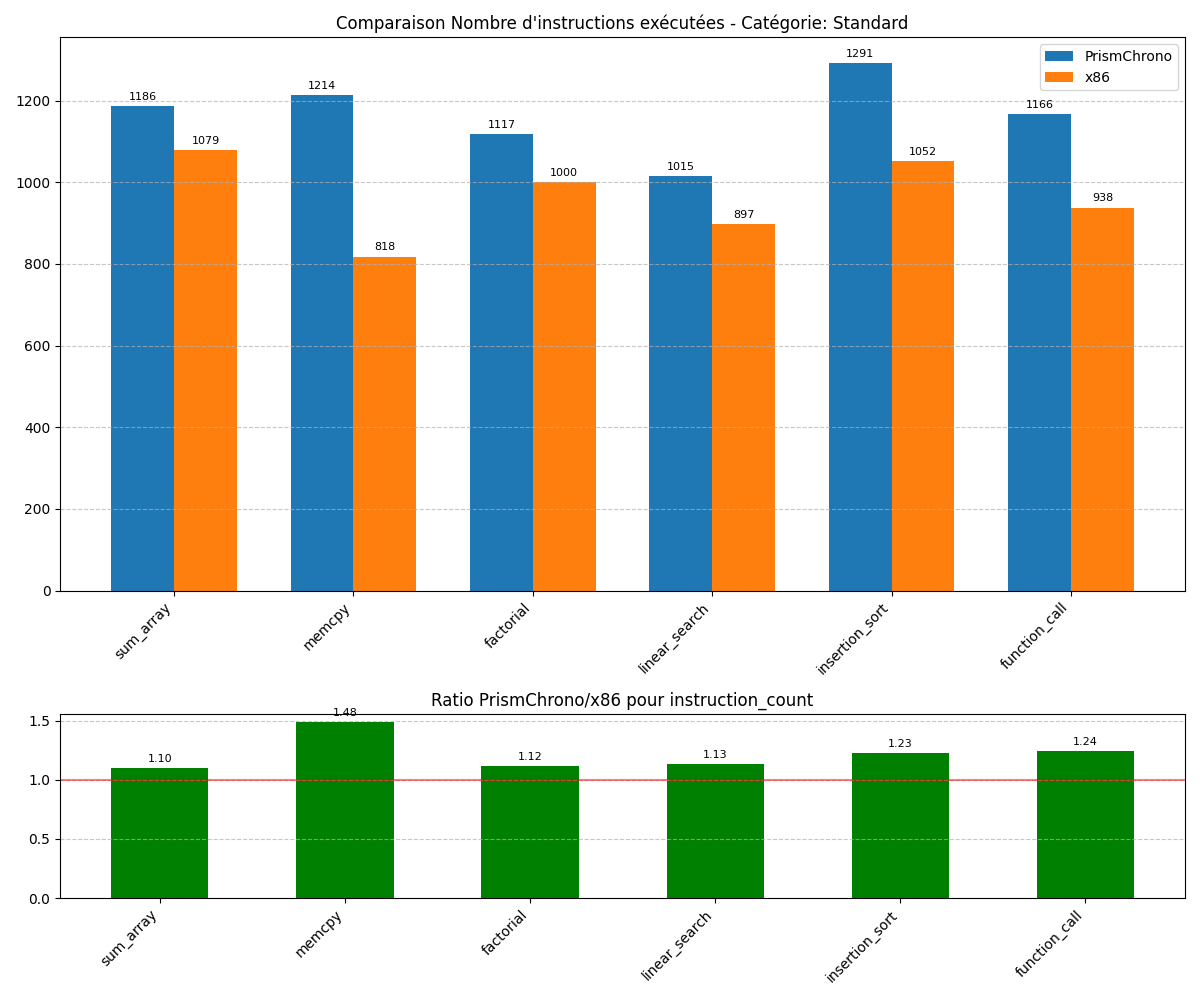 Comparaison Nombre d'instructions exécutées - Catégorie: Standard
PrismChrono
x86
1200
1000
800
600
400
200
0
1186
1079
1214
818
1117
1000
1015
897
1291
1052
1166
938
sum_array
memcpy
factorial
linear_search
insertion_sort
function_call
Ratio PrismChrono/x86 pour instruction_count
1.5
1.0
0.5
0.0
1.10
1.48
1.12
1.13
1.23
1.24
sum_array
memcpy
factorial
linear_search
insertion_sort
function_call